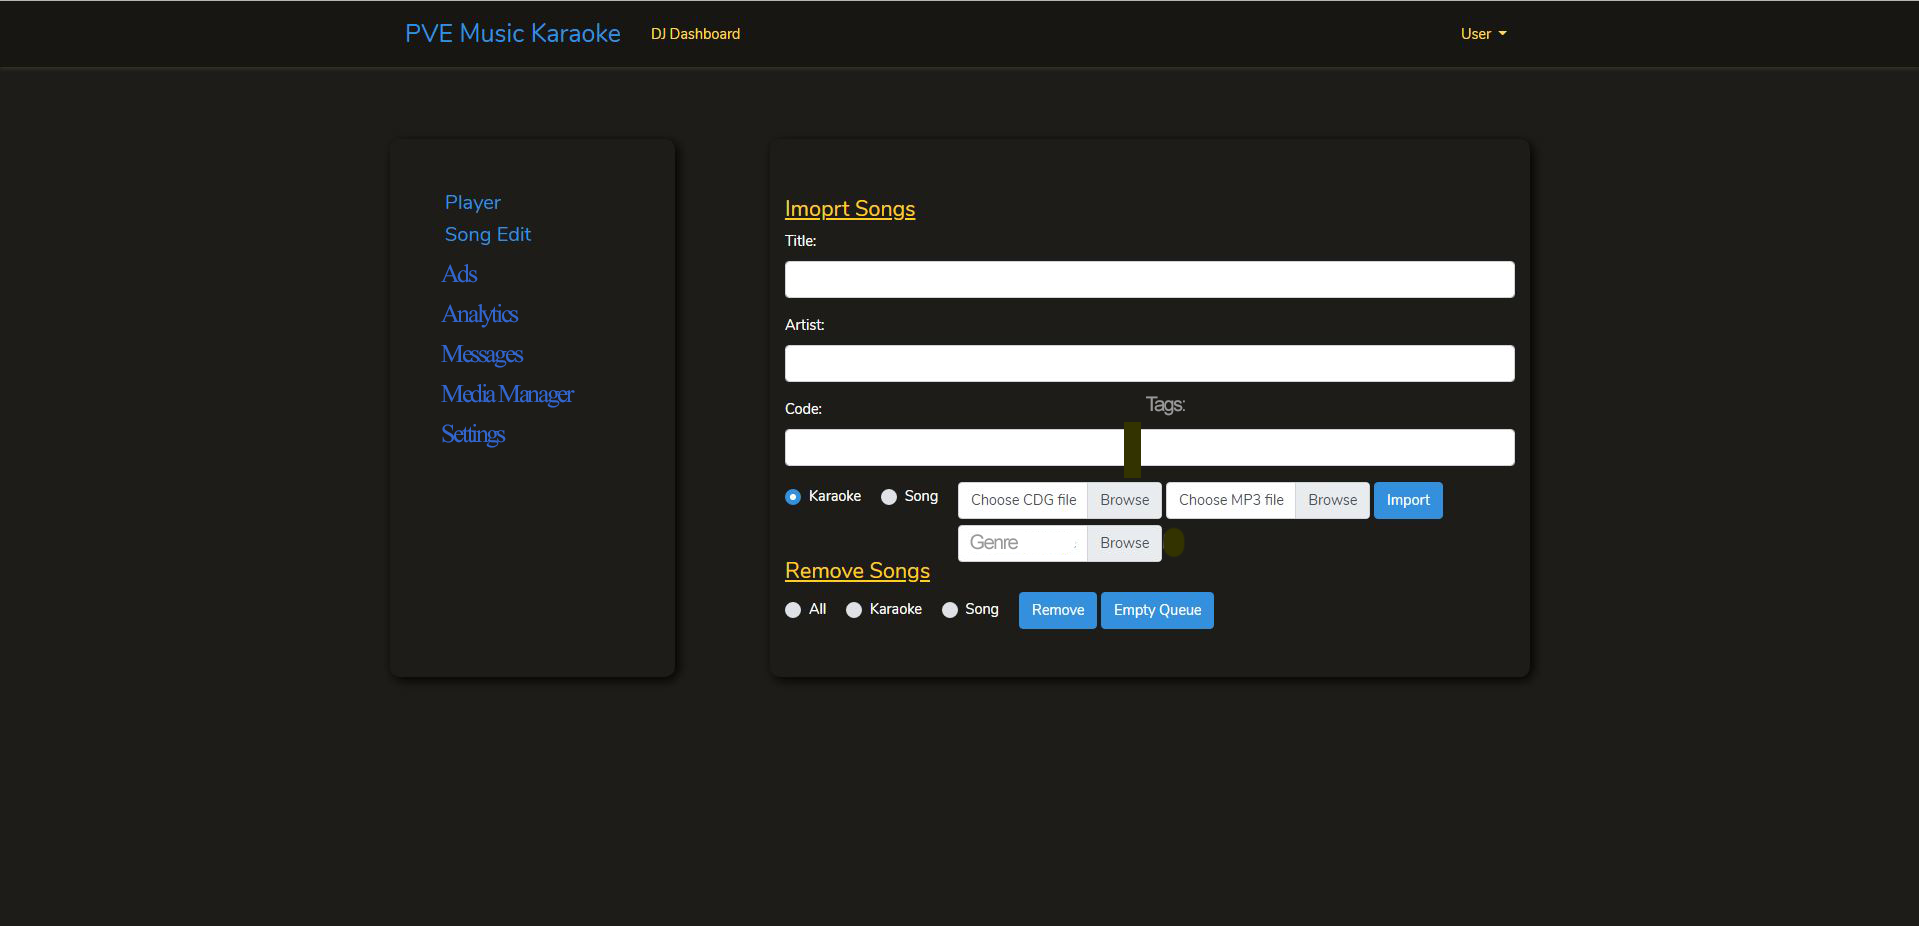 PVE Music Karaoke DJ Dashboard User
Player
Song Edit
Ads
Analytics
Messages
Media Manager
Settings
Imoprt Songs
Title:
Artist:
Code: Tags:
Karaoke Song Choose CDG file Browse Choose MP3 file Browse Import
Genre Browse
Remove Songs
All Karaoke Song Remove Empty Queue